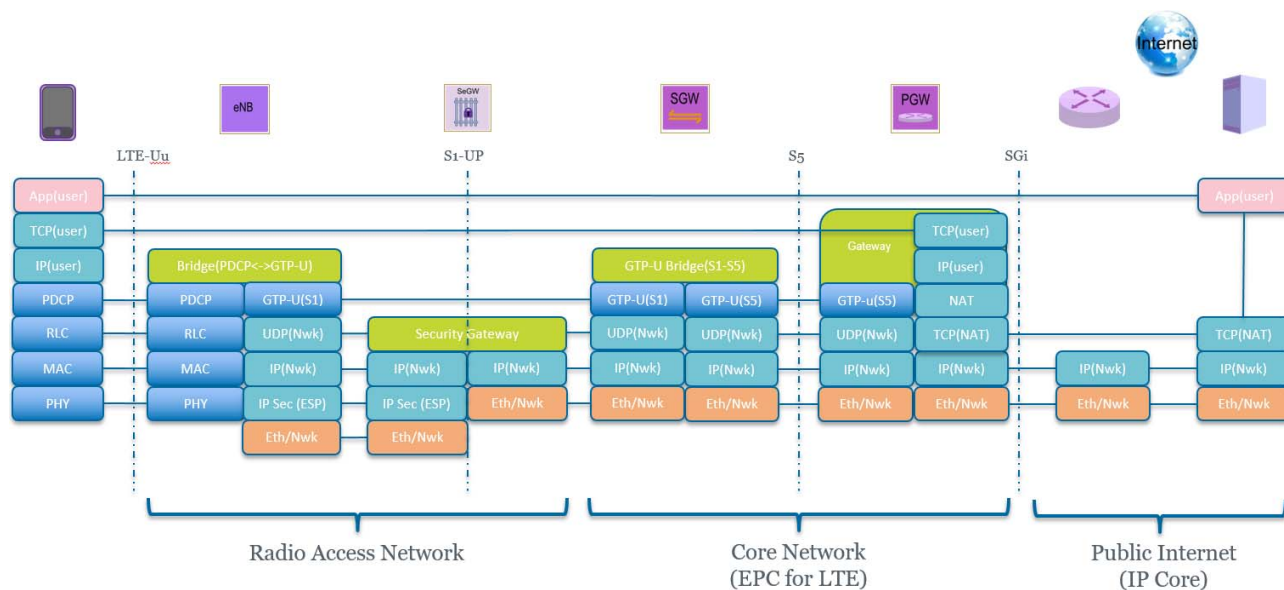 Internet
eNB
SeGW
SGW
PGW
LTE-Uu
S1-UP
S5
SGi
App(user)
App(user)
TCP(user)
Gateway
TCP(user)
IP(user)
Bridge(PDCP<->GTP-U)
GTP-U Bridge(S1-S5)
IP(user)
PDCP
PDCP
GTP-U(S1)
GTP-U(S1)
GTP-U(S5)
GTP-u(S5)
NAT
RLC
RLC
UDP(Nwk)
Security Gateway
UDP(Nwk)
UDP(Nwk)
UDP(Nwk)
TCP(NAT)
TCP(NAT)
MAC
MAC
IP(Nwk)
IP(Nwk)
IP(Nwk)
IP(Nwk)
IP(Nwk)
IP(Nwk)
IP(Nwk)
IP(Nwk)
IP(Nwk)
PHY
PHY
IP Sec (ESP)
IP Sec (ESP)
Eth/Nwk
Eth/Nwk
Eth/Nwk
Eth/Nwk
Eth/Nwk
Eth/Nwk
Eth/Nwk
Eth/Nwk
Eth/Nwk
Radio Access Network
Core Network
(EPC for LTE)
Public Internet
(IP Core)